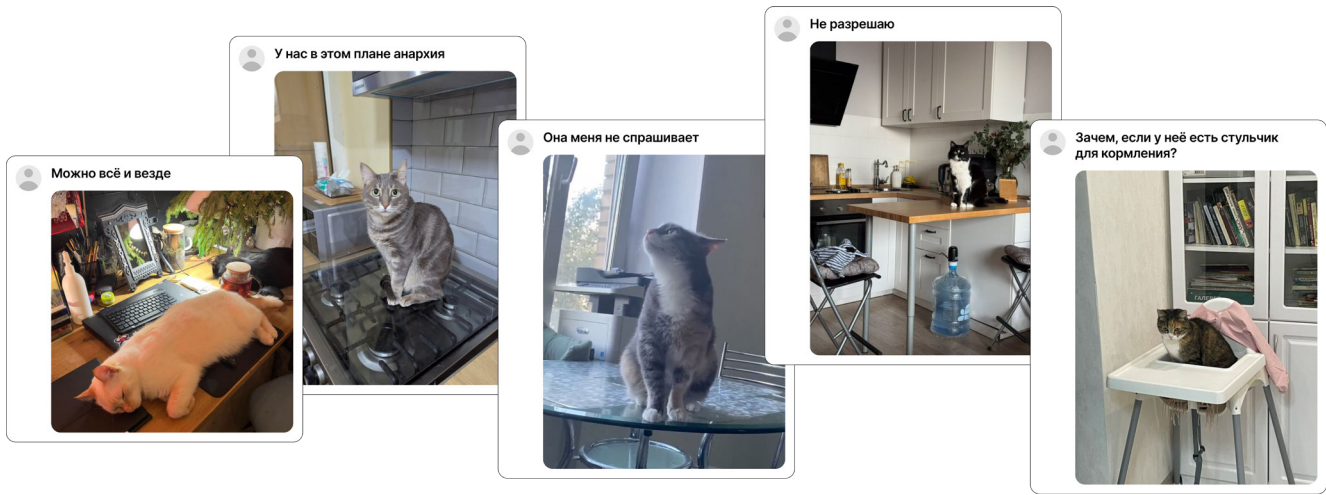 Можно всё и везде
У нас в этом плане анархия
Она меня не спрашивает
Не разрешаю
Зачем, если у неё есть стульчик
для кормления?